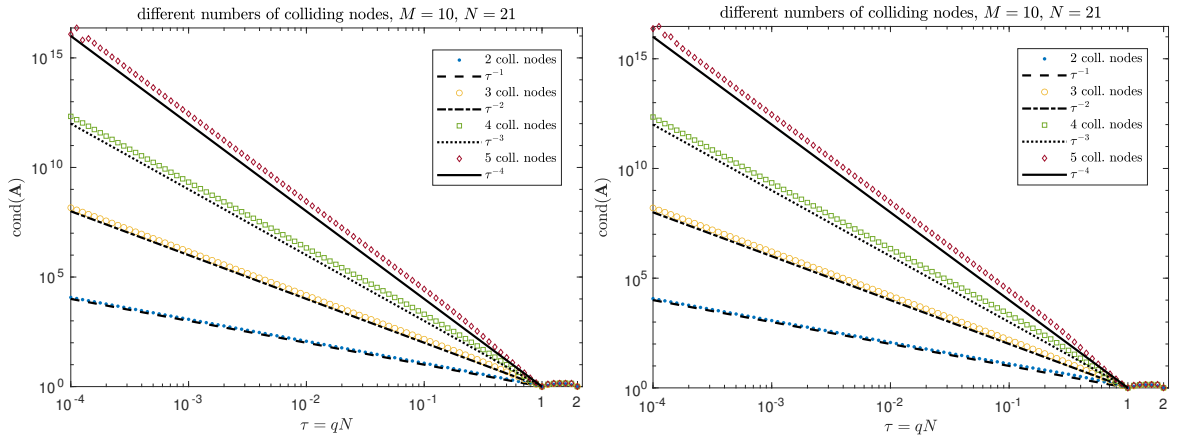 different numbers of colliding nodes, M = 10, N = 21
cond(A)
10^15
10^10
10^5
10^0
2 coll. nodes
τ^−1
3 coll. nodes
τ^−2
4 coll. nodes
τ^−3
5 coll. nodes
τ^−4
10^-4
10^-3
10^-2
10^-1
1
2
τ = qN
different numbers of colliding nodes, M = 10, N = 21
cond(A)
10^15
10^10
10^5
10^0
2 coll. nodes
τ^−1
3 coll. nodes
τ^−2
4 coll. nodes
τ^−3
5 coll. nodes
τ^−4
10^-4
10^-3
10^-2
10^-1
1
2
τ = qN